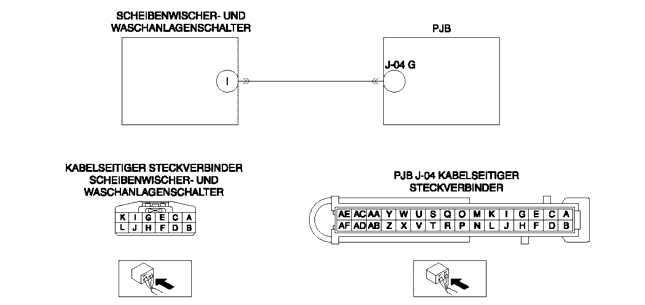 SCHEIBENWISCHER- UND
WASCHANLAGENSCHALTER
PJB
J-04 G
I
KABELSEITIGER STECKVERBINDER
SCHEIBENWISCHER- UND
WASCHANLAGENSCHALTER
K I G E C A
L J H F D B
PJB J-04 KABELSEITIGER
STECKVERBINDER
AE AC AA Y W U S Q O M K I G E C A
AF AD AB Z X V T R P N L J H F D B